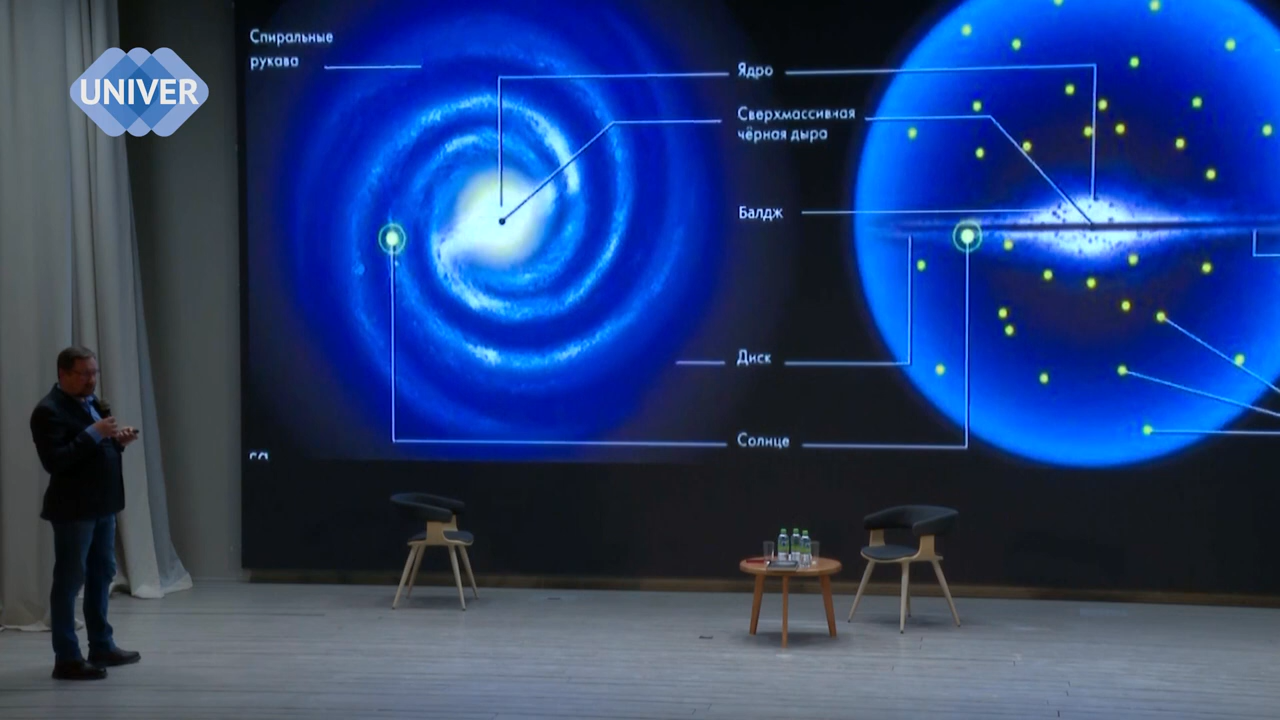 UNIVER
Спиральные
рукава
Ядро
Сверхмассивная
чёрная дыра
Балдж
Диск
Солнце